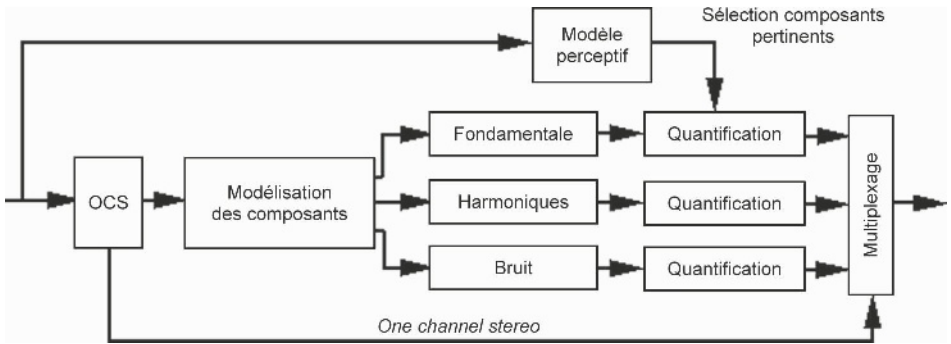 Sélection composants
pertinents
Modèle
perceptif
Fondamentale
Quantification
OCS
Modélisation
des composants
Harmoniques
Quantification
Multiplexage
Bruit
Quantification
One channel stereo